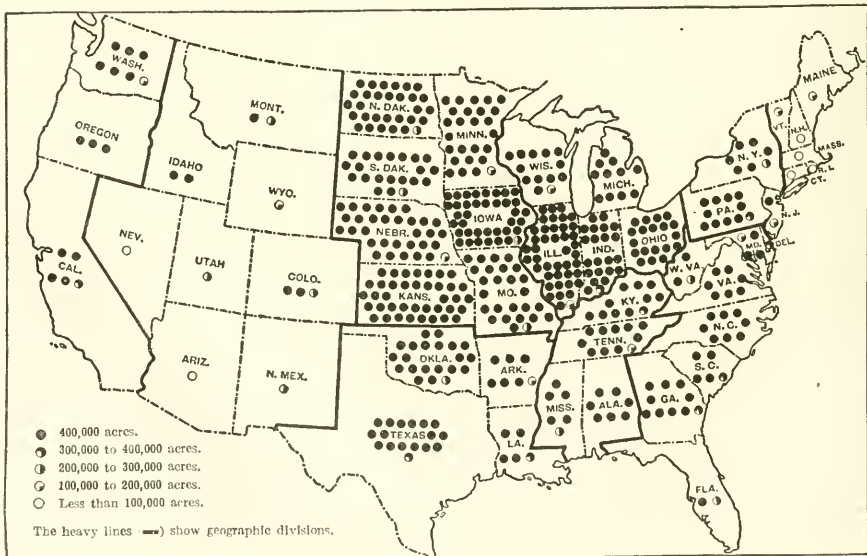 WASH.
MONT.
N. DAK.
MINN.
MAINE
OREGON
IDAHO
VT.
N.H.
WIS.
N.Y.
MASS.
S. DAK.
MICH.
R.I.
CT.
WYO.
IOWA
PA.
N.J.
NEBR.
NEV.
UTAH
ILL.
IND.
OHIO
MD.
DEL.
CAL.
COLO.
W. VA.
KANS.
MO.
KY.
VA.
N.C.
TENN.
ARIZ.
N. MEX.
OKLA.
ARK.
S. C.
MISS.
ALA.
GA.
TEXAS
LA.
FLA.
400,000 acres.
300,000 to 400,000 acres.
200,000 to 300,000 acres.
100,000 to 200,000 acres.
Less than 100,000 acres.
The heavy lines ▬) show geographic divisions.